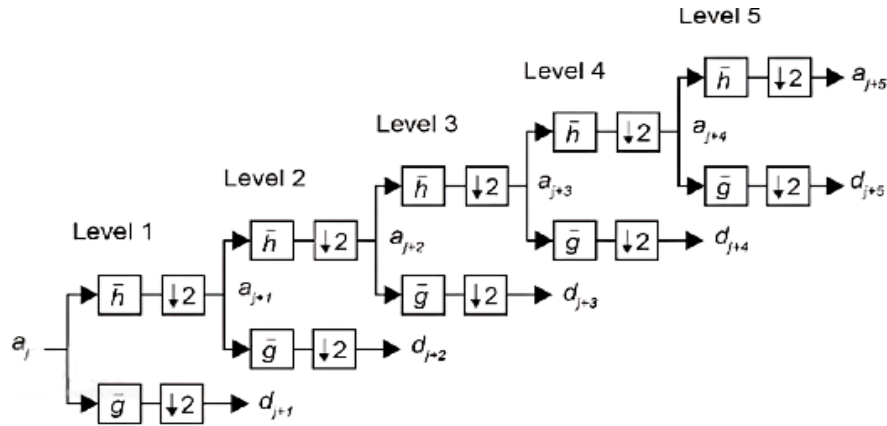 Level 5
h̄ ↓2 a_{j+5}
Level 4
h̄ ↓2 a_{j+4}
Level 3
h̄ ↓2 a_{j+3} ḡ ↓2 d_{j+5}
Level 2
h̄ ↓2 a_{j+2} ḡ ↓2 d_{j+4}
Level 1
h̄ ↓2 a_{j+1} ḡ ↓2 d_{j+3}
a_j ḡ ↓2 d_{j+2}
ḡ ↓2 d_{j+1}